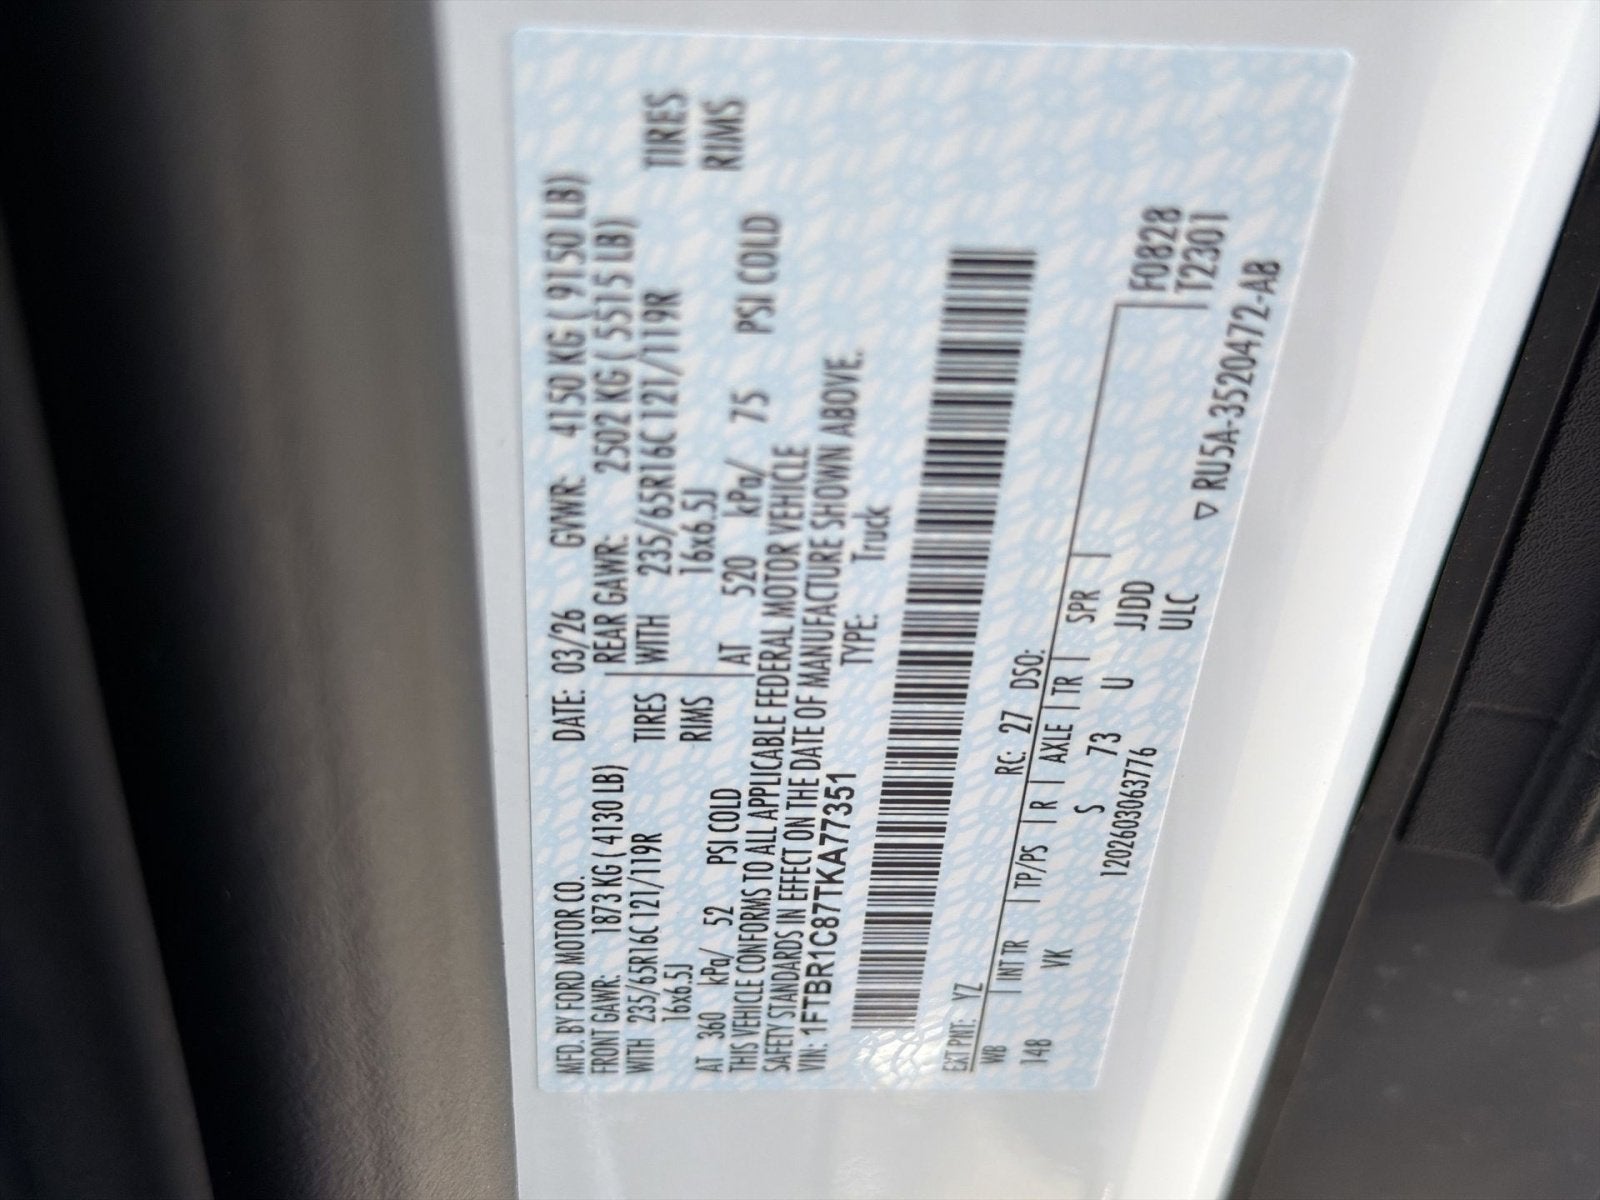 MFD. BY FORD MOTOR CO. DATE: 03/26 GVWR: 4150 KG ( 9150 LB)
FRONT GAWR: 1873 KG ( 4130 LB) REAR GAWR: 2502 KG ( 5515 LB)
WITH 235/65R16C 121/119R TIRES WITH 235/65R16C 121/119R TIRES
16x6.5J RIMS 16x6.5J RIMS
AT 360 kPa/ 52 PSI COLD AT 520 kPa/ 75 PSI COLD
THIS VEHICLE CONFORMS TO ALL APPLICABLE FEDERAL MOTOR VEHICLE
SAFETY STANDARDS IN EFFECT ON THE DATE OF MANUFACTURE SHOWN ABOVE.
VIN: 1FTBR1C87TKA77351 TYPE: Truck
EXT PNT: YZ RC: 27 DSO:
WB | INT TR | TP/PS | R | AXLE | TR | SPR | F0828
148 VK S 73 U JJDD T2301
1202603063776 ULC ▽ RU5A-3520472-AB